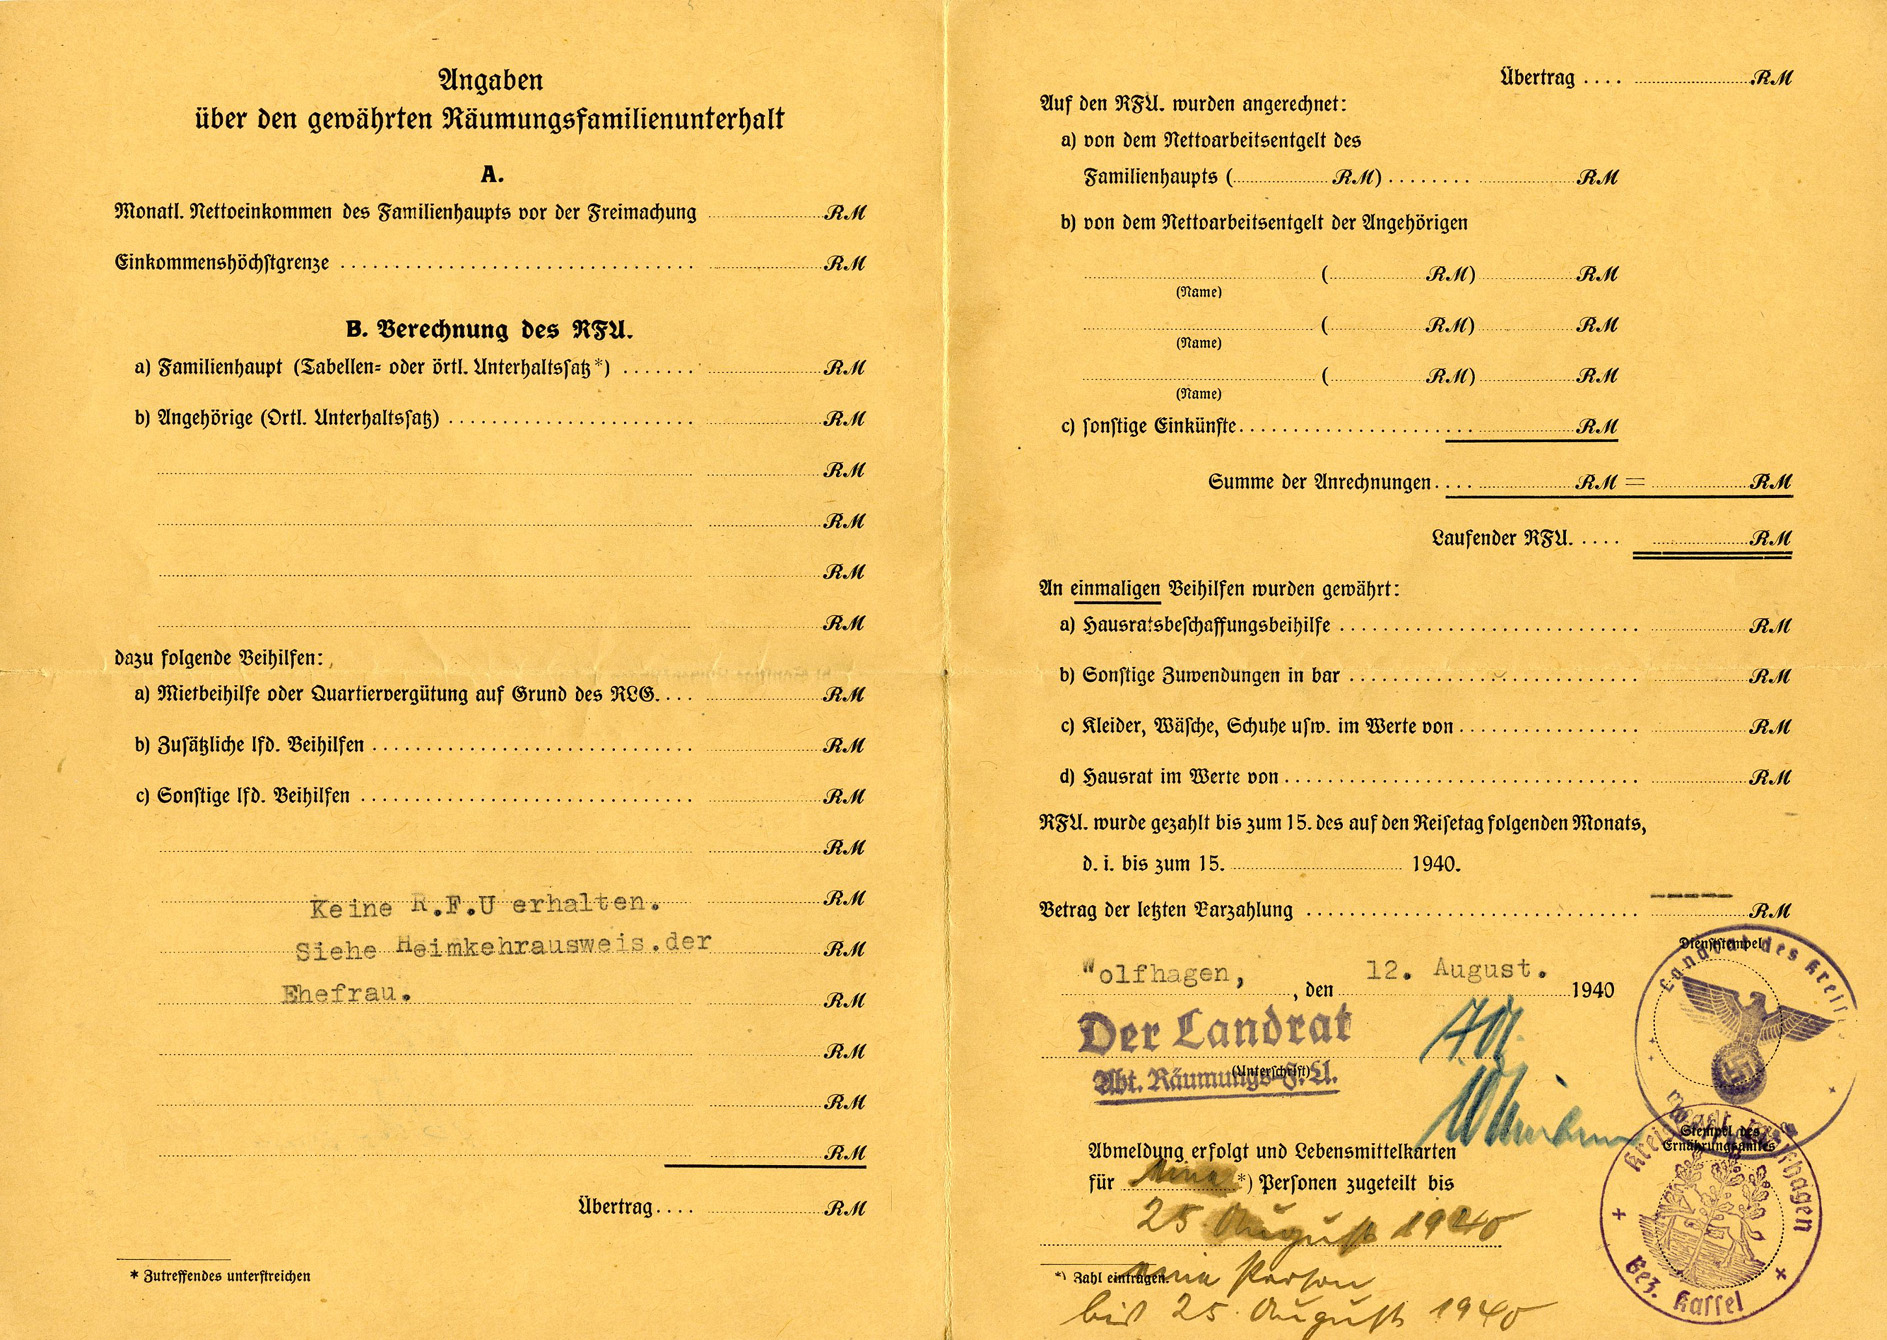 Angaben
über den gewährten Räumungsfamilienunterhalt
A.
Monatl. Nettoeinkommen des Familienhaupts vor der Freimachung RM
Einkommenshöchstgrenze RM
B. Berechnung des RFU.
a) Familienhaupt (Tabellen- oder örtl. Unterhaltssatz*) RM
b) Angehörige (Ortl. Unterhaltssatz) RM
RM
RM
RM
RM
dazu folgende Beihilfen:
a) Mietbeihilfe oder Quartiervergütung auf Grund des RLG. RM
b) Zusätzliche lfd. Beihilfen RM
c) Sonstige lfd. Beihilfen RM
RM
Keine R.F.U erhalten. RM
Siehe Heimkehrausweis.der RM
Ehefrau. RM
RM
RM
RM
Übertrag RM
* Zutreffendes unterstreichen
Übertrag RM
Auf den RFU. wurden angerechnet:
a) von dem Nettoarbeitsentgelt des
Familienhaupts ( RM) RM
b) von dem Nettoarbeitsentgelt der Angehörigen
( RM) RM
(Name)
( RM) RM
(Name)
( RM) RM
(Name)
c) sonstige Einkünfte RM
Summe der Anrechnungen RM = RM
Laufender RFU. RM
An einmaligen Beihilfen wurden gewährt:
a) Hausratsbeschaffungsbeihilfe RM
b) Sonstige Zuwendungen in bar RM
c) Kleider, Wäsche, Schuhe usw. im Werte von RM
d) Hausrat im Werte von RM
RFU. wurde gezahlt bis zum 15. des auf den Reisetag folgenden Monats,
d. i. bis zum 15. 1940.
Betrag der letzten Barzahlung ---- RM
Dienststempel
Landrat des Kreises
Wolfhagen, , den 12. August. 1940
Der Landrat
(Unterschrift)
Abt. Räumungs-F.U.
Stempel des
Ernährungsamtes
Kreis Wolfhagen
Bez. Kassel
Abmeldung erfolgt und Lebensmittelkarten
für *) Personen zugeteilt bis
25. August 1940
*) Zahl eintragen.
eine Person
bis 25. August 1940